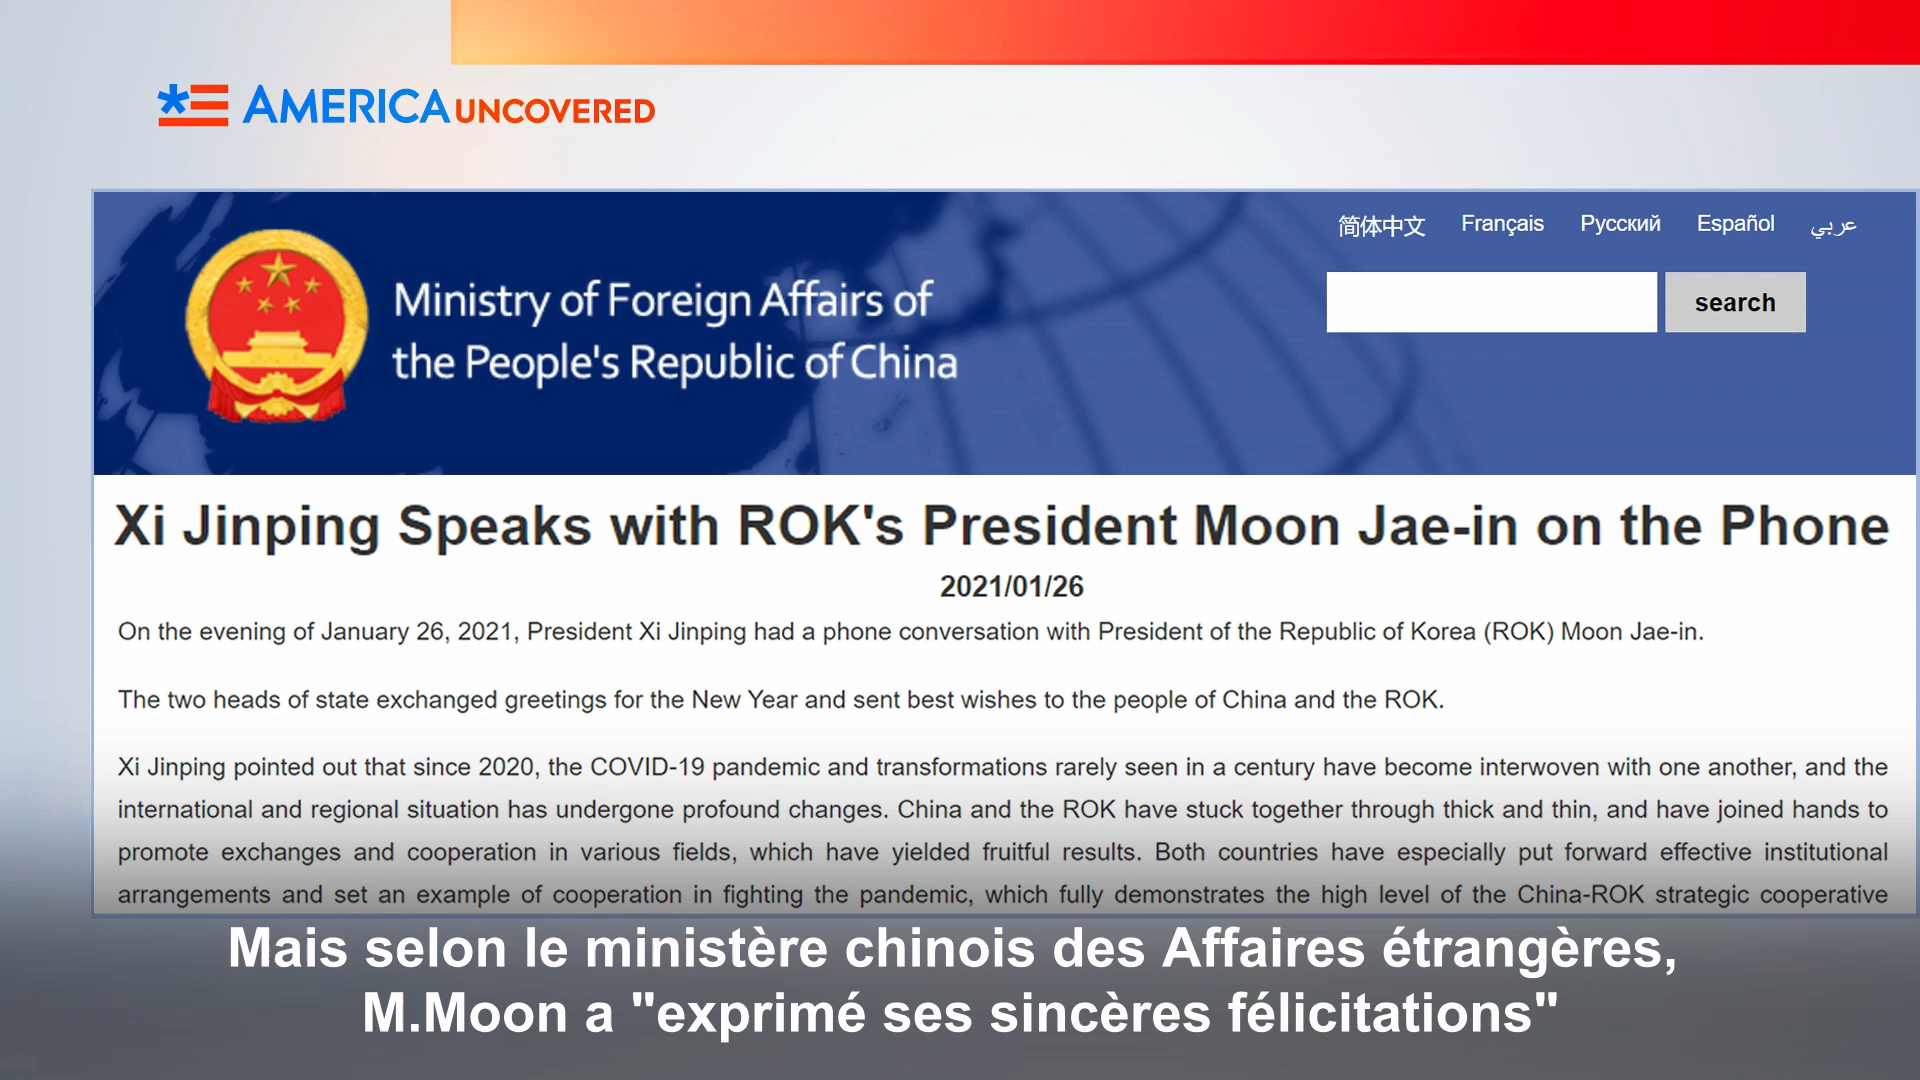 AMERICA UNCOVERED
简体中文 Français Русский Español عربي
Ministry of Foreign Affairs of
the People's Republic of China
search
Xi Jinping Speaks with ROK's President Moon Jae-in on the Phone
2021/01/26
On the evening of January 26, 2021, President Xi Jinping had a phone conversation with President of the Republic of Korea (ROK) Moon Jae-in.
The two heads of state exchanged greetings for the New Year and sent best wishes to the people of China and the ROK.
Xi Jinping pointed out that since 2020, the COVID-19 pandemic and transformations rarely seen in a century have become interwoven with one another, and the
international and regional situation has undergone profound changes. China and the ROK have stuck together through thick and thin, and have joined hands to
promote exchanges and cooperation in various fields, which have yielded fruitful results. Both countries have especially put forward effective institutional
arrangements and set an example of cooperation in fighting the pandemic, which fully demonstrates the high level of the China-ROK strategic cooperative
Mais selon le ministère chinois des Affaires étrangères,
M.Moon a "exprimé ses sincères félicitations"